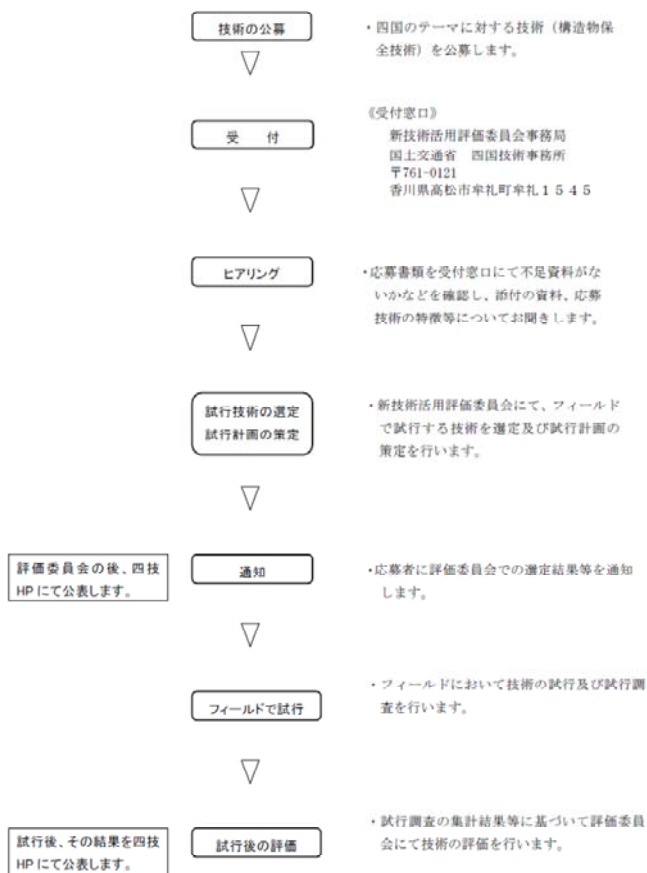 技術の公募
・四国のテーマに対する技術（構造物保
全技術）を公募します。
受　付
《受付窓口》
新技術活用評価委員会事務局
国土交通省　四国技術事務所
〒761-0121
香川県高松市牟礼町牟礼１５４５
ヒアリング
・応募書類を受付窓口にて不足資料がな
いかなどを確認し、添付の資料、応募
技術の特徴等についてお聞きします。
試行技術の選定
試行計画の策定
・新技術活用評価委員会にて、フィールド
で試行する技術を選定及び試行計画の
策定を行います。
評価委員会の後、四技
HPにて公表します。
通知
・応募者に評価委員会での選定結果等を通知
します。
フィールドで試行
・フィールドにおいて技術の試行及び試行調
査を行います。
試行後、その結果を四技
HPにて公表します。
試行後の評価
・試行調査の集計結果等に基づいて評価委員
会にて技術の評価を行います。